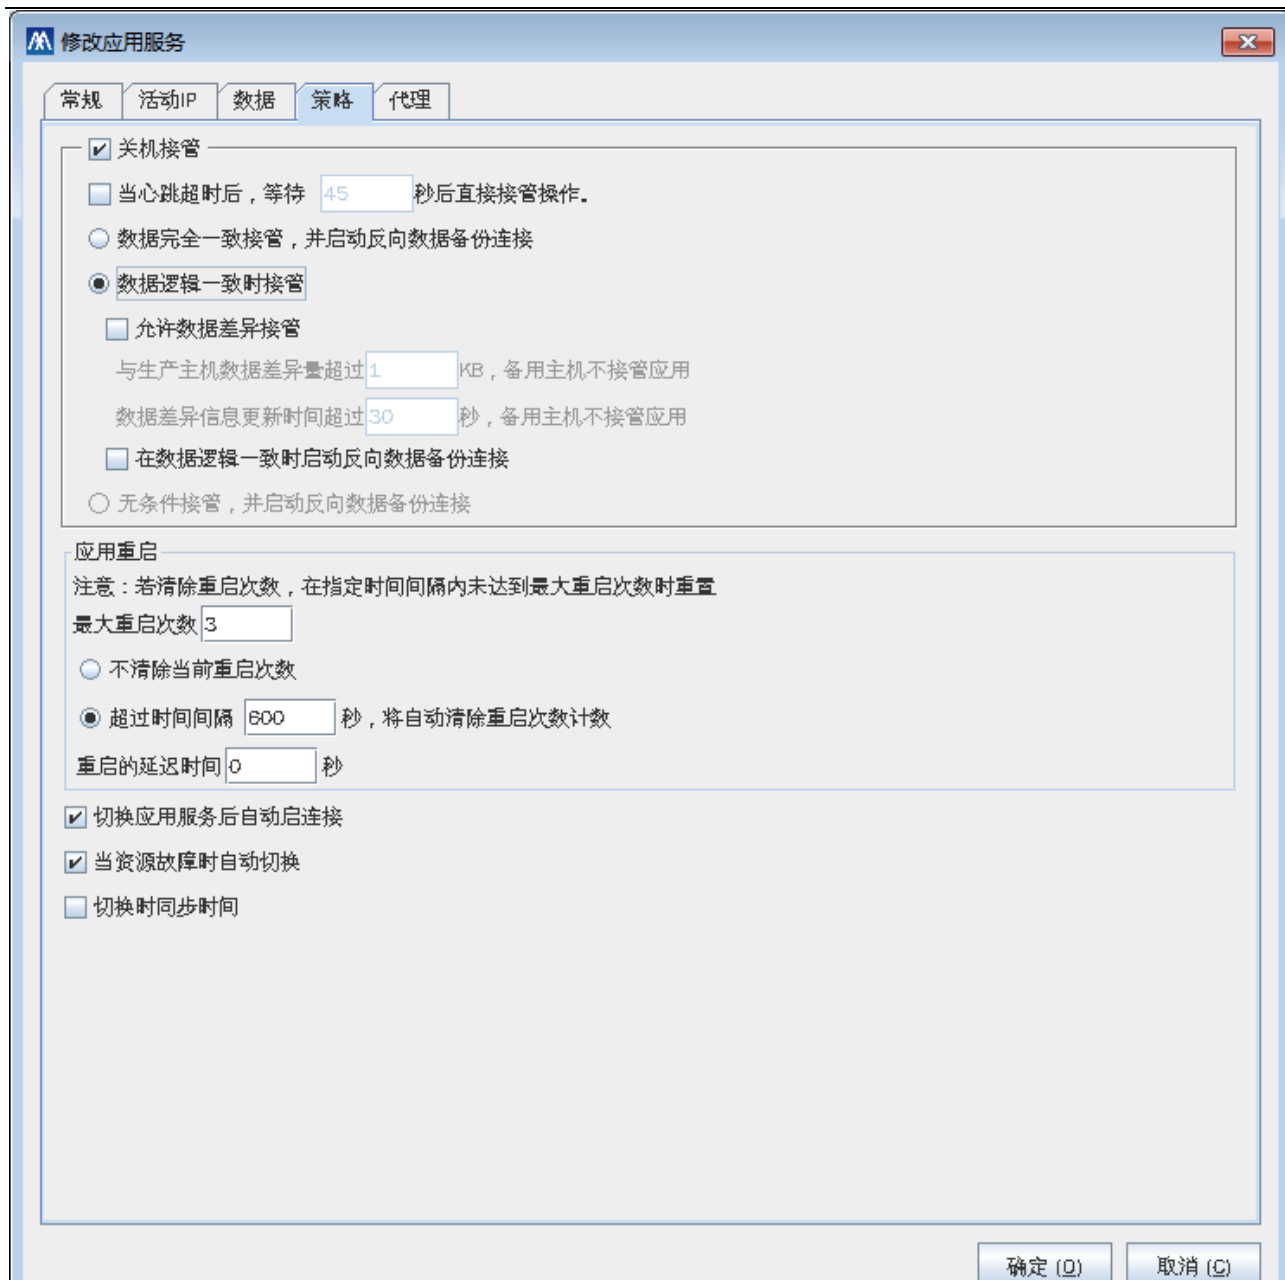 修改应用服务
常规 活动IP 数据 策略 代理
关机接管
当心跳超时后，等待 45 秒后直接接管操作。
数据完全一致接管，并启动反向数据备份连接
数据逻辑一致时接管
允许数据差异接管
与生产主机数据差异量超过 1 KB，备用主机不接管应用
数据差异信息更新时间超过 30 秒，备用主机不接管应用
在数据逻辑一致时启动反向数据备份连接
无条件接管，并启动反向数据备份连接
应用重启
注意：若清除重启次数，在指定时间间隔内未达到最大重启次数时重置
最大重启次数 3
不清除当前重启次数
超过时间间隔 600 秒，将自动清除重启次数计数
重启的延迟时间 0 秒
切换应用服务后自动启连接
当资源故障时自动切换
切换时同步时间
确定 (O) 取消 (C)